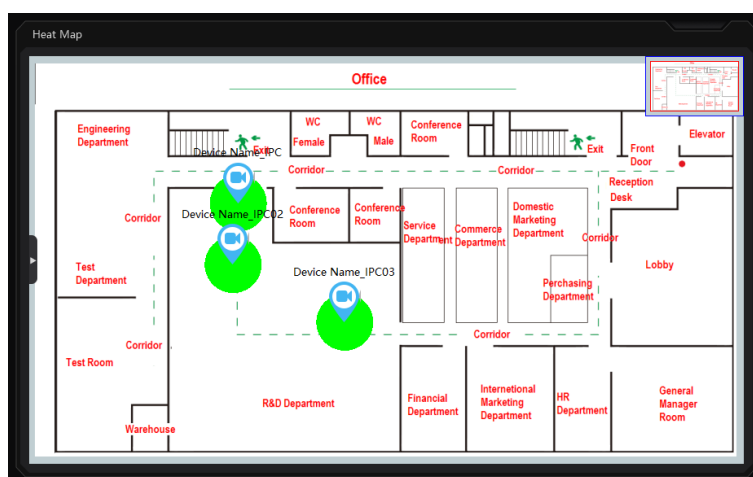 Heat Map
Office
Engineering
Department
WC
Female
WC
Male
Conference
Room
Exit
Exit
Front
Door
Elevator
Device Name_IPC
Corridor
Corridor
Reception
Desk
Corridor
Device Name_IPC02
Conference
Room
Conference
Room
Service
Department
Commerce
Department
Domestic
Marketing
Department
Corridor
Test
Department
Device Name_IPC03
Perchasing
Department
Lobby
Corridor
Corridor
Test Room
R&D Department
Financial
Department
Internetional
Marketing
Department
HR
Department
General
Manager
Room
Warehouse